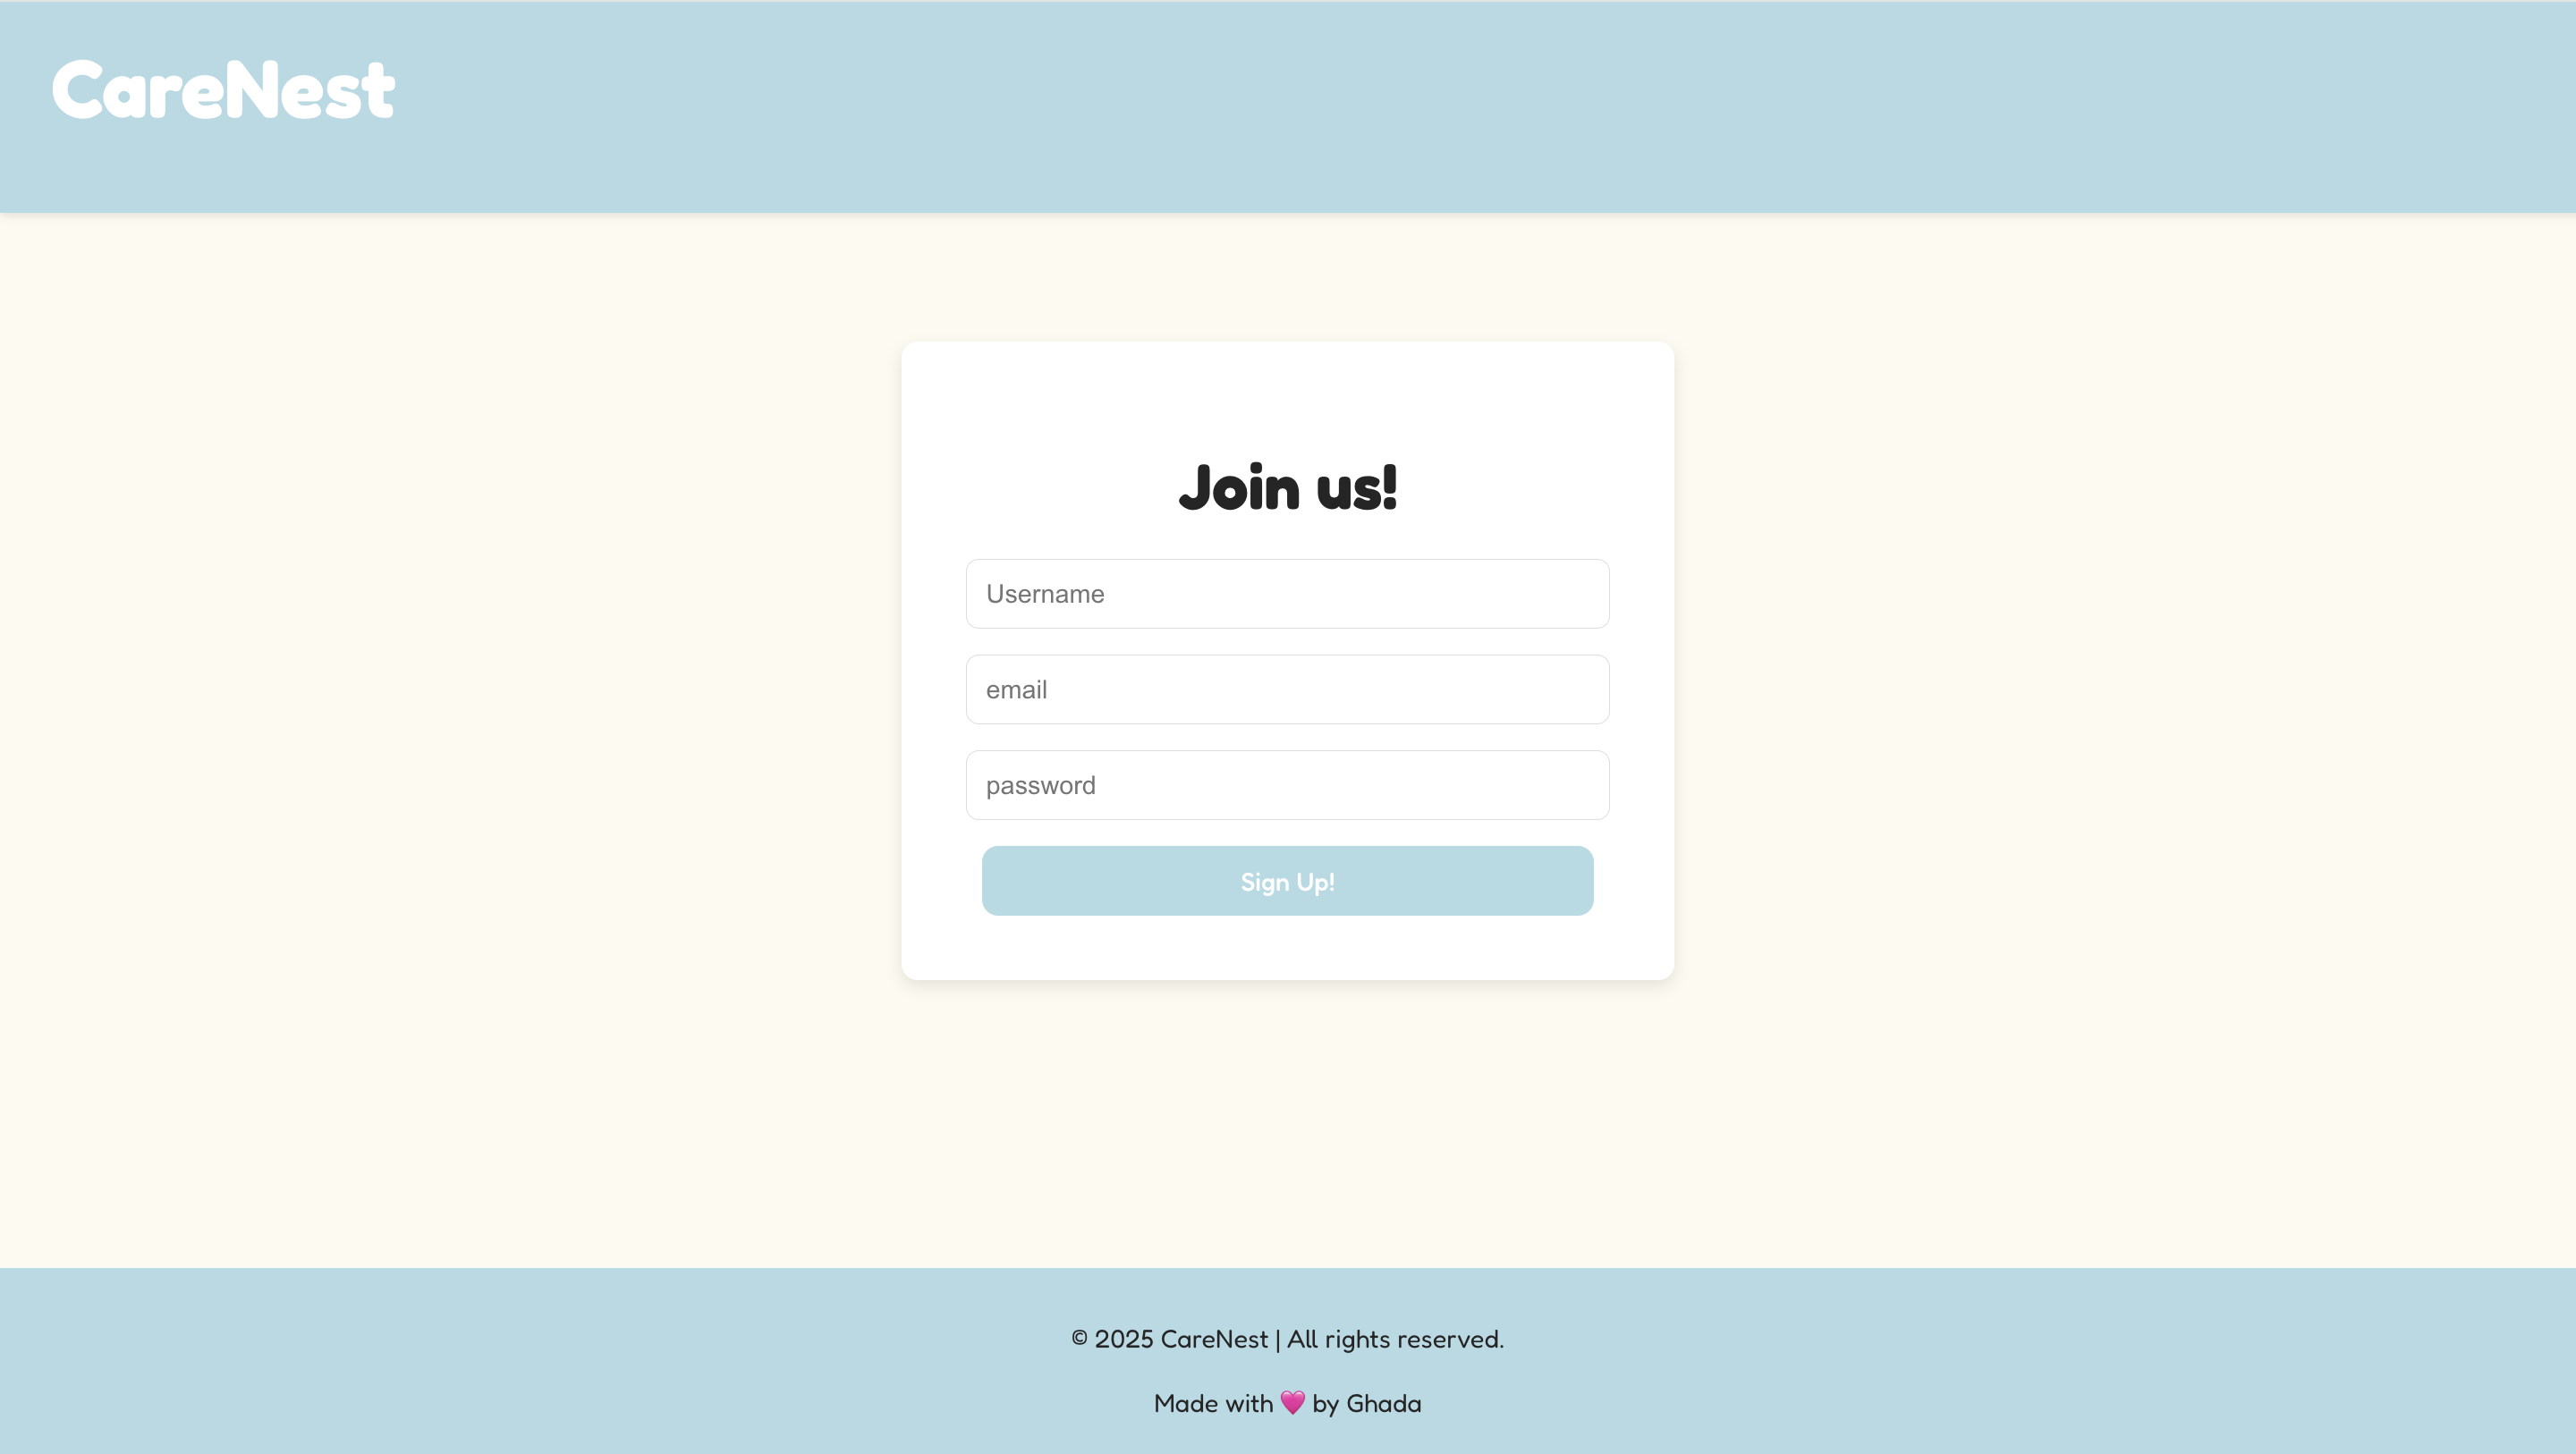 CareNest
Join us!
Username
email
password
Sign Up!
© 2025 CareNest | All rights reserved.
Made with 💗 by Ghada